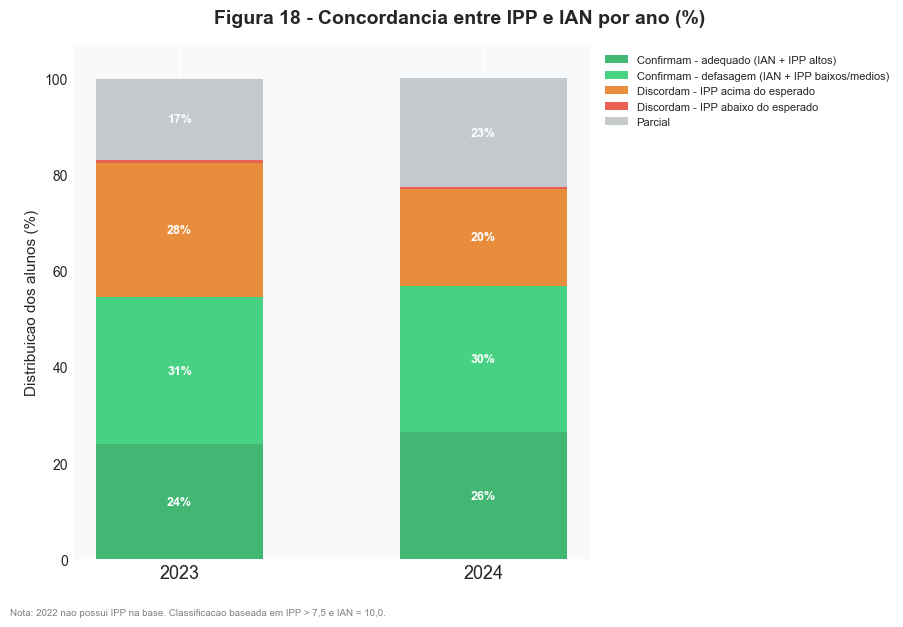 Figura 18 - Concordancia entre IPP e IAN por ano (%)
Confirmam - adequado (IAN + IPP altos)
Confirmam - defasagem (IAN + IPP baixos/medios)
Discordam - IPP acima do esperado
Discordam - IPP abaixo do esperado
Parcial
Distribuicao dos alunos (%)
100
80
60
40
20
0
17%
28%
31%
24%
23%
20%
30%
26%
2023
2024
Nota: 2022 nao possui IPP na base. Classificacao baseada em IPP > 7,5 e IAN = 10,0.